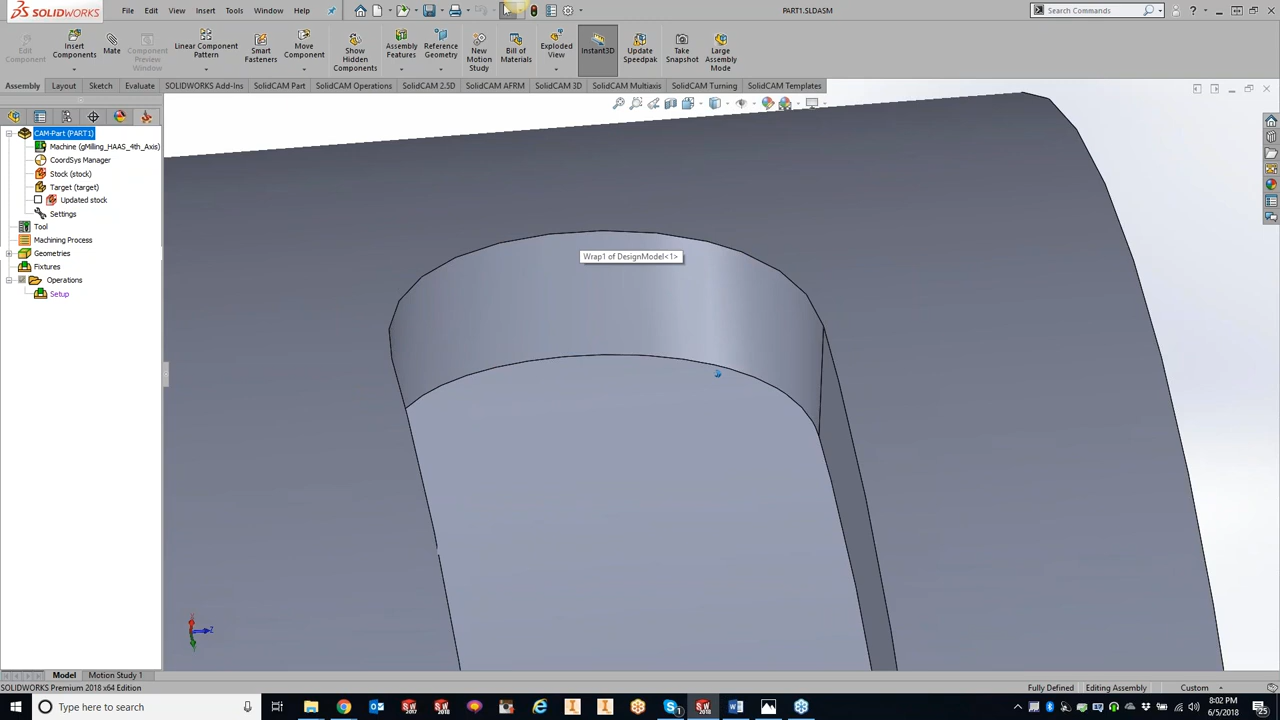 SOLIDWORKS File Edit View Insert Tools Window Help PART1.SLDASM Search Commands
Edit Component
Insert Components
Mate
Component Preview Window
Linear Component Pattern
Smart Fasteners
Move Component
Show Hidden Components
Assembly Features
Reference Geometry
New Motion Study
Bill of Materials
Exploded View
Instant3D
Update Speedpak
Take Snapshot
Large Assembly Mode
Assembly Layout Sketch Evaluate SOLIDWORKS Add-Ins SolidCAM Part SolidCAM Operations SolidCAM 2.5D SolidCAM AFRM SolidCAM 3D SolidCAM Multiaxis SolidCAM Turning SolidCAM Templates
CAM-Part (PART1)
Machine (gMilling_HAAS_4th_Axis)
CoordSys Manager
Stock (stock)
Target (target)
Updated stock
Settings
Tool
Machining Process
Geometries
Fixtures
Operations
Setup
Wrap1 of DesignModel<1>
Z
Model Motion Study 1
SOLIDWORKS Premium 2018 x64 Edition Fully Defined Editing Assembly Custom
Type here to search
8:02 PM
6/5/2018